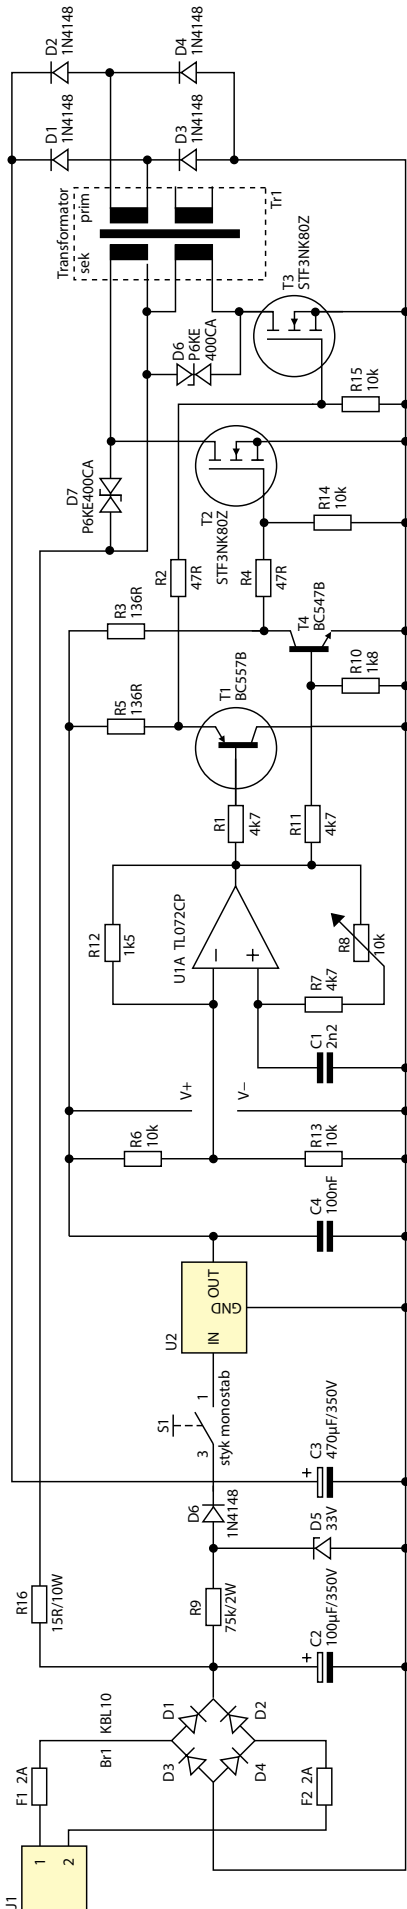 J1
1
2
F1 2A
F2 2A
Br1 KBL10
D1
D2
D3
D4
R16
15R/10W
C2
100µF/350V
+
R9
75k/2W
D6
1N4148
D5
33V
C3
470µF/350V
+
S1
3
1
styk monostab
U2
IN
OUT
GND
C4
100nF
R6
10k
R13
10k
V+
V−
C1
2n2
R7
4k7
R8
10k
R12
1k5
U1A TL072CP
−
+
R1
4k7
R11
4k7
R5
136R
T1
BC557B
R3
136R
R10
1k8
T4
BC547B
R2
47R
R4
47R
D7
P6KE400CA
T2
STF3NK80Z
R14
10k
R15
10k
D6
P6KE
400CA
T3
STF3NK80Z
Transformator
sek
prim
Tr1
D1
1N4148
D3
1N4148
D2
1N4148
D4
1N4148